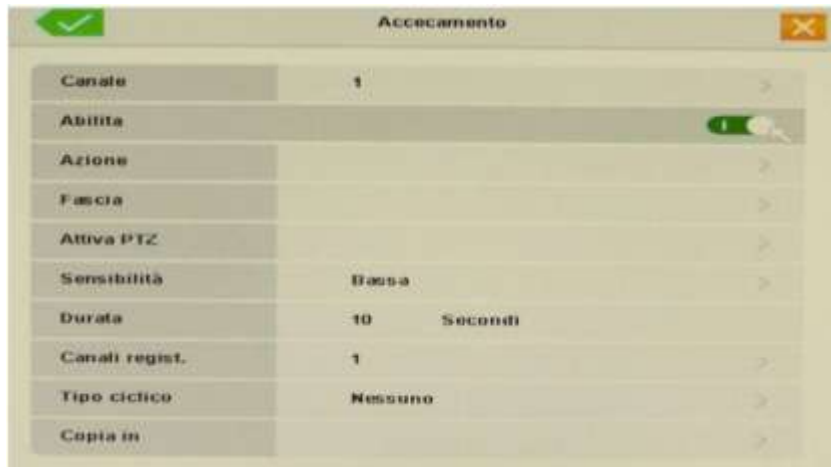 Accecamento
Canale 1
Abilita
Azione
Fascia
Attiva PTZ
Sensibilità Bassa
Durata 10 Secondi
Canali regist. 1
Tipo ciclico Nessuno
Copia in